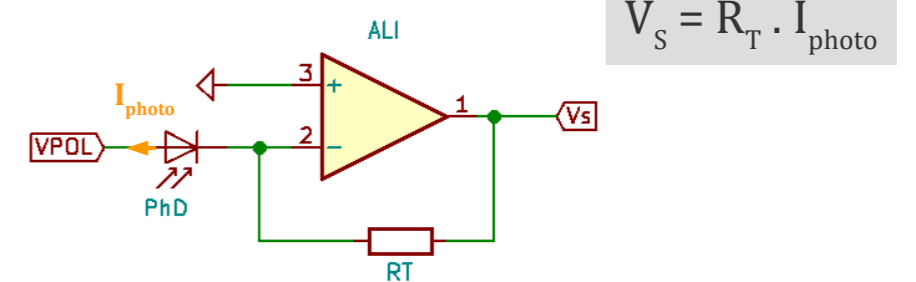 V_S = R_T . I_photo
ALI
3
+
I_photo
1
Vs
VPOL
2
-
PhD
RT